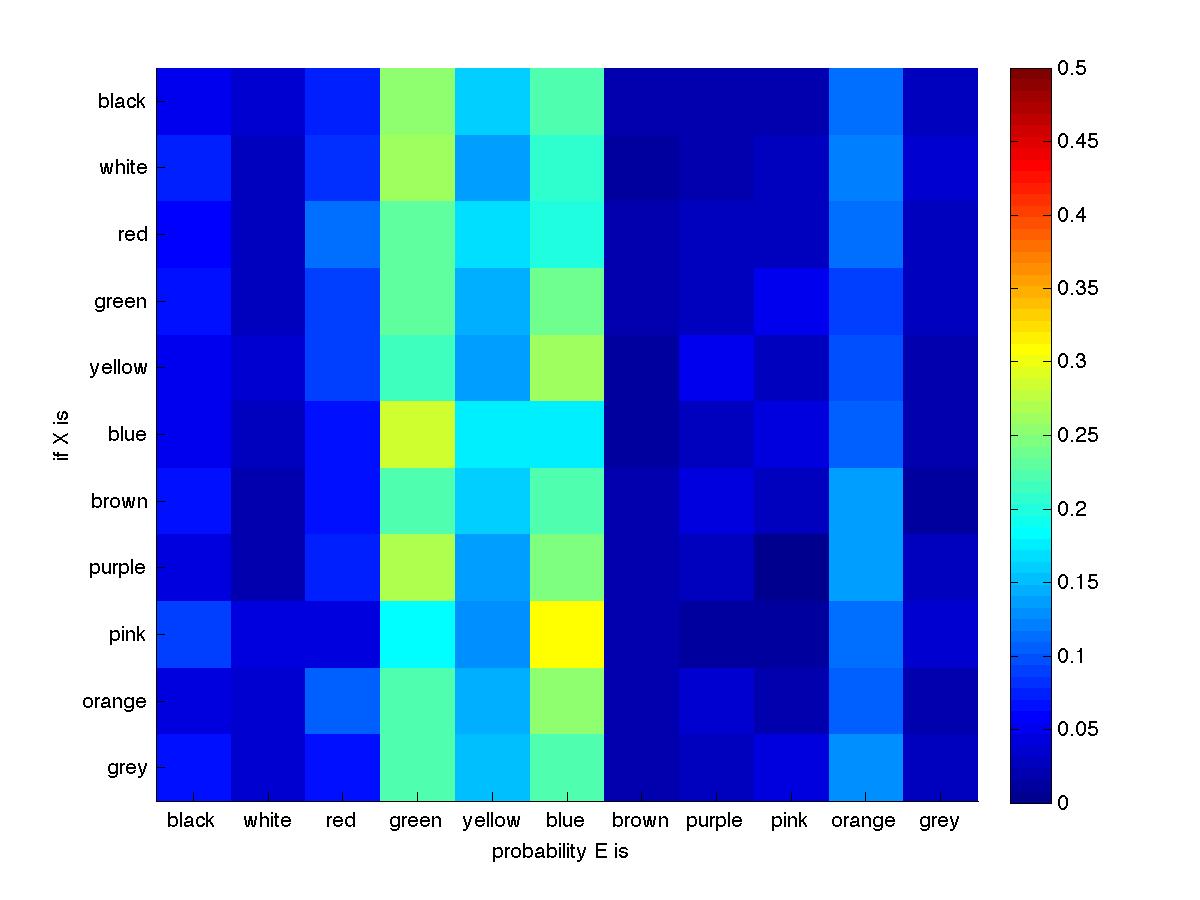 if X is
black
white
red
green
yellow
blue
brown
purple
pink
orange
grey
black white red green yellow blue brown purple pink orange grey
probability E is
0.5
0.45
0.4
0.35
0.3
0.25
0.2
0.15
0.1
0.05
0